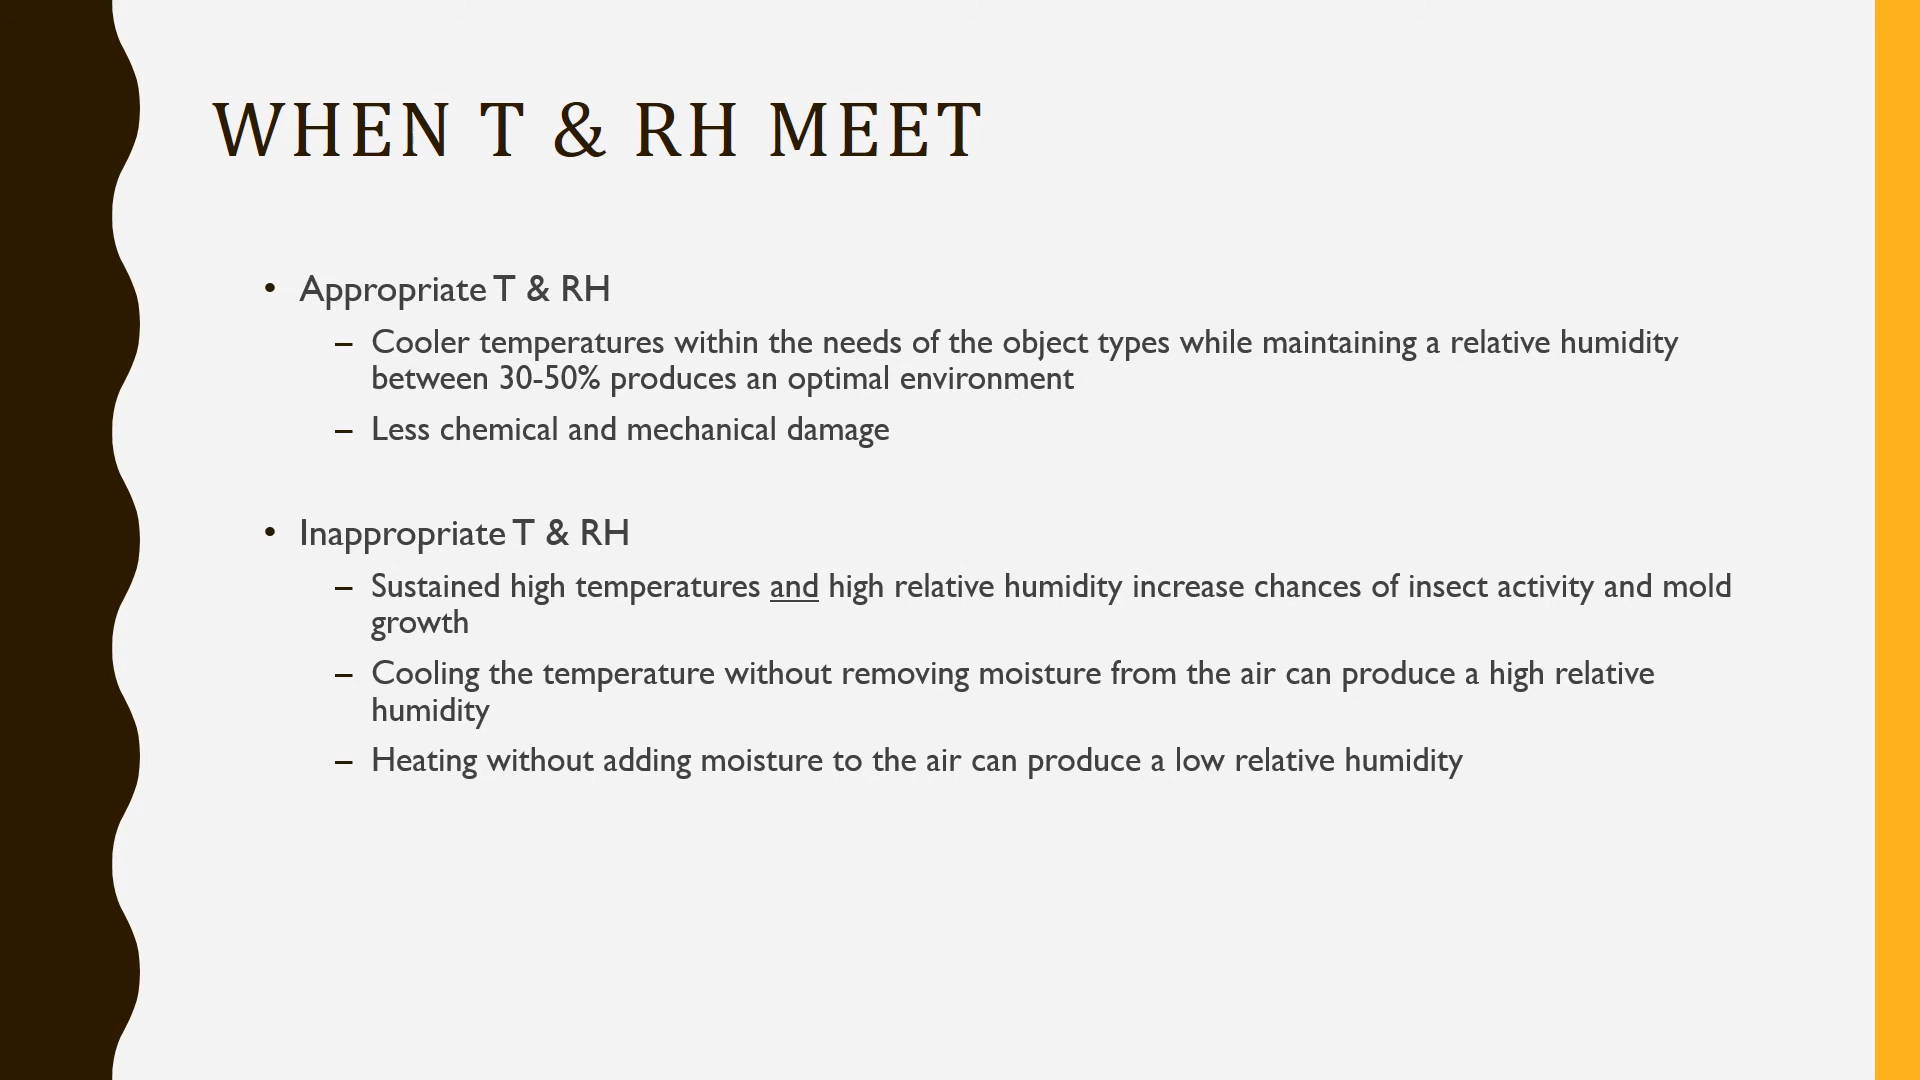 WHEN T & RH MEET
• Appropriate T & RH
– Cooler temperatures within the needs of the object types while maintaining a relative humidity
between 30-50% produces an optimal environment
– Less chemical and mechanical damage
• Inappropriate T & RH
– Sustained high temperatures and high relative humidity increase chances of insect activity and mold
growth
– Cooling the temperature without removing moisture from the air can produce a high relative
humidity
– Heating without adding moisture to the air can produce a low relative humidity